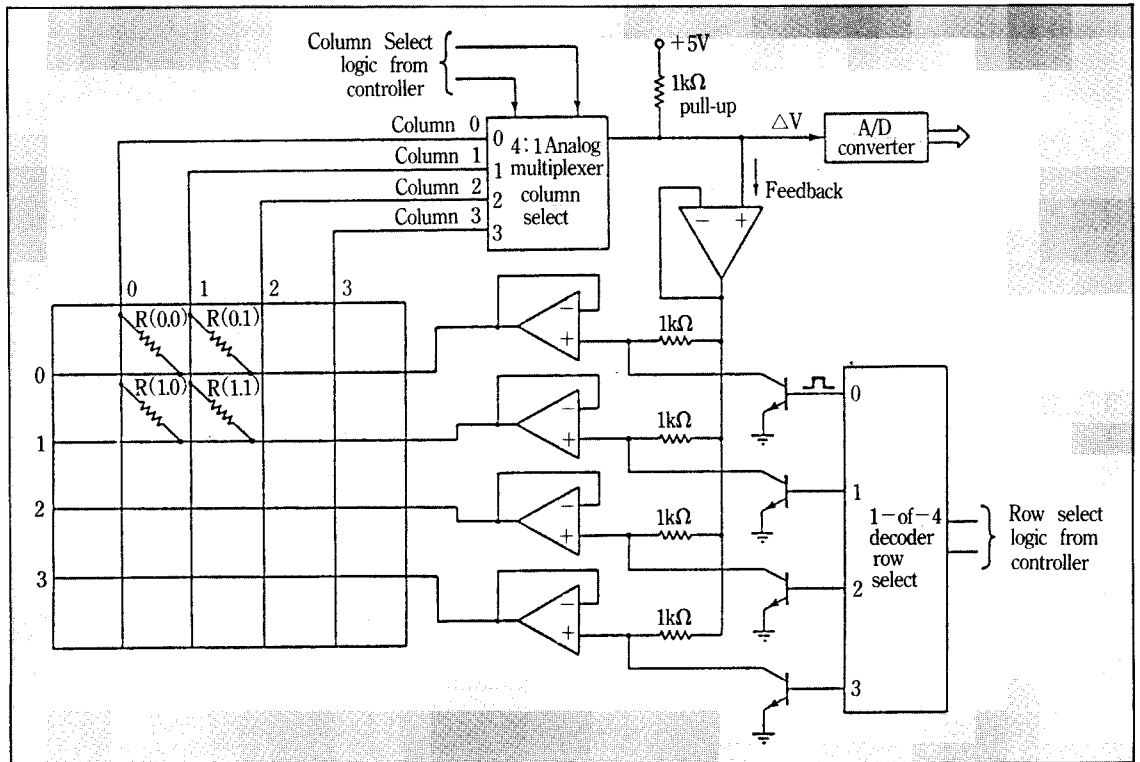 Column Select
logic from
controller
+5V
1kΩ
pull-up
ΔV
A/D
converter
Feedback
Column 0
Column 1
Column 2
Column 3
0
1
2
3
4:1 Analog
multiplexer
column
select
0 1 2 3
R(0.0) R(0.1)
R(1.0) R(1.1)
0
1
2
3
− +
−
+
−
+
−
+
−
+
1kΩ
1kΩ
1kΩ
1kΩ
0
1
2
3
1-of-4
decoder
row
select
Row select
logic from
controller